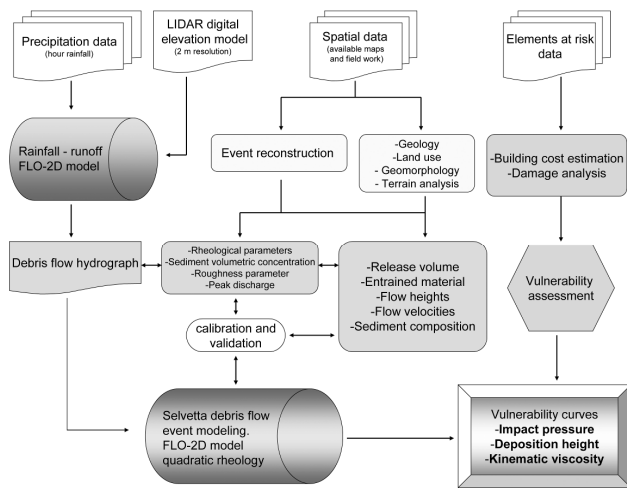 Precipitation data
(hour rainfall)
LIDAR digital
elevation model
(2 m resolution)
Spatial data
(available maps
and field work)
Elements at risk
data
Rainfall - runoff
FLO-2D model
Event reconstruction
-Geology
-Land use
- Geomorphology
- Terrain analysis
-Building cost estimation
-Damage analysis
Debris flow hydrograph
-Rheological parameters
-Sediment volumetric concentration
-Roughness parameter
-Peak discharge
-Release volume
-Entrained material
-Flow heights
-Flow velocities
-Sediment composition
Vulnerability
assessment
calibration and
validation
Selvetta debris flow
event modeling.
FLO-2D model
quadratic rheology
Vulnerability curves
-Impact pressure
-Deposition height
-Kinematic viscosity